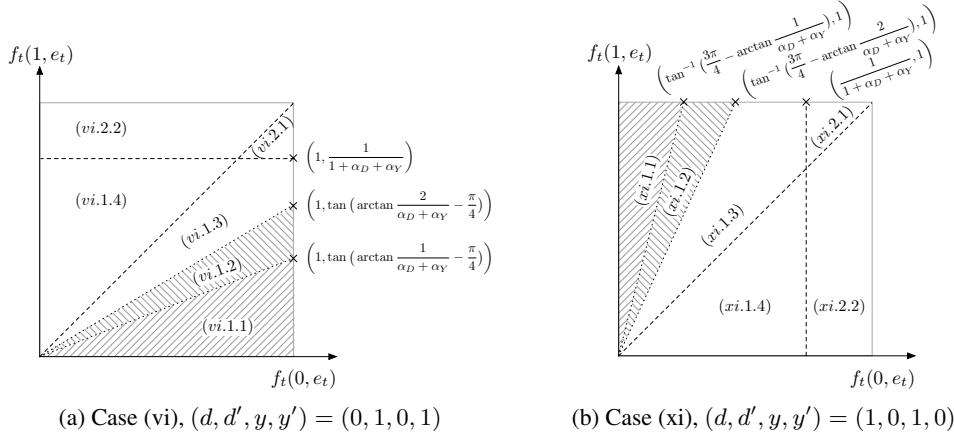 f_t(1, e_t)
(vi.2.2)
(vi.2.1)
(1, 1/(1 + α_D + α_Y))
(vi.1.4)
(1, tan (arctan 2/(α_D + α_Y) − π/4))
(vi.1.3)
(vi.1.2)
(1, tan (arctan 1/(α_D + α_Y) − π/4))
(vi.1.1)
f_t(0, e_t)
(a) Case (vi), (d, d′, y, y′) = (0, 1, 0, 1)
(tan⁻¹ (3π/4 − arctan 1/(α_D + α_Y)), 1)
(tan⁻¹ (3π/4 − arctan 2/(α_D + α_Y)), 1)
(1/(1 + α_D + α_Y), 1)
f_t(1, e_t)
(xi.2.1)
(xi.1.1)
(xi.1.2)
(xi.1.3)
(xi.1.4)
(xi.2.2)
f_t(0, e_t)
(b) Case (xi), (d, d′, y, y′) = (1, 0, 1, 0)